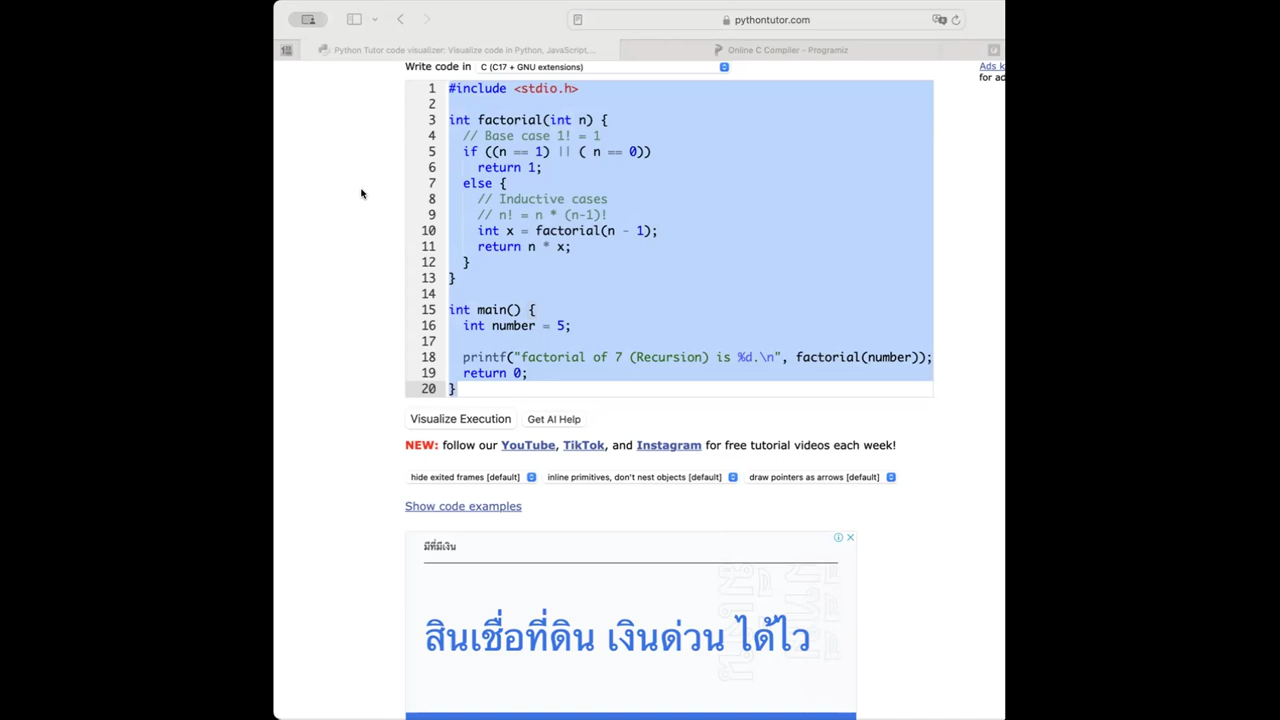 pythontutor.com
Python Tutor code visualizer: Visualize code in Python, JavaScript,...
Online C Compiler - Programiz
Write code in C (C17 + GNU extensions)
Ads k
for ad
1 #include <stdio.h>
2
3 int factorial(int n) {
4 // Base case 1! = 1
5 if ((n == 1) || ( n == 0))
6 return 1;
7 else {
8 // Inductive cases
9 // n! = n * (n-1)!
10 int x = factorial(n - 1);
11 return n * x;
12 }
13 }
14
15 int main() {
16 int number = 5;
17
18 printf("factorial of 7 (Recursion) is %d.\n", factorial(number));
19 return 0;
20 }
Visualize Execution Get AI Help
NEW: follow our YouTube, TikTok, and Instagram for free tutorial videos each week!
hide exited frames [default] inline primitives, don't nest objects [default] draw pointers as arrows [default]
Show code examples
มีที่มีเงิน
สินเชื่อที่ดิน เงินด่วน ได้ไว